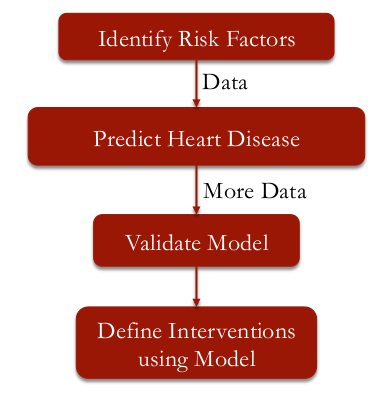 Identify Risk Factors
Data
Predict Heart Disease
More Data
Validate Model
Define Interventions
using Model